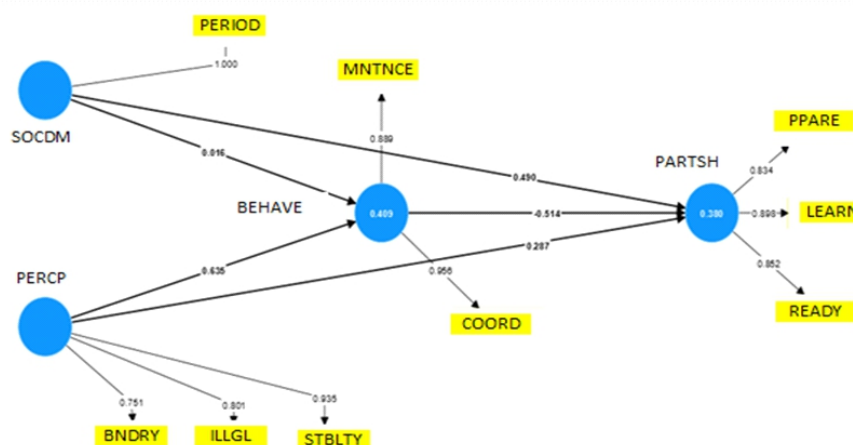 PERIOD
1.000
MNTNCE
SOCDM
0.889
PPARE
0.834
PARTSH
0.016
0.490
BEHAVE
0.409
-0.514
0.380
0.898
LEARN
0.287
0.635
PERCP
0.956
0.852
READY
COORD
0.751
0.801
0.935
BNDRY
ILLGL
STBLTY